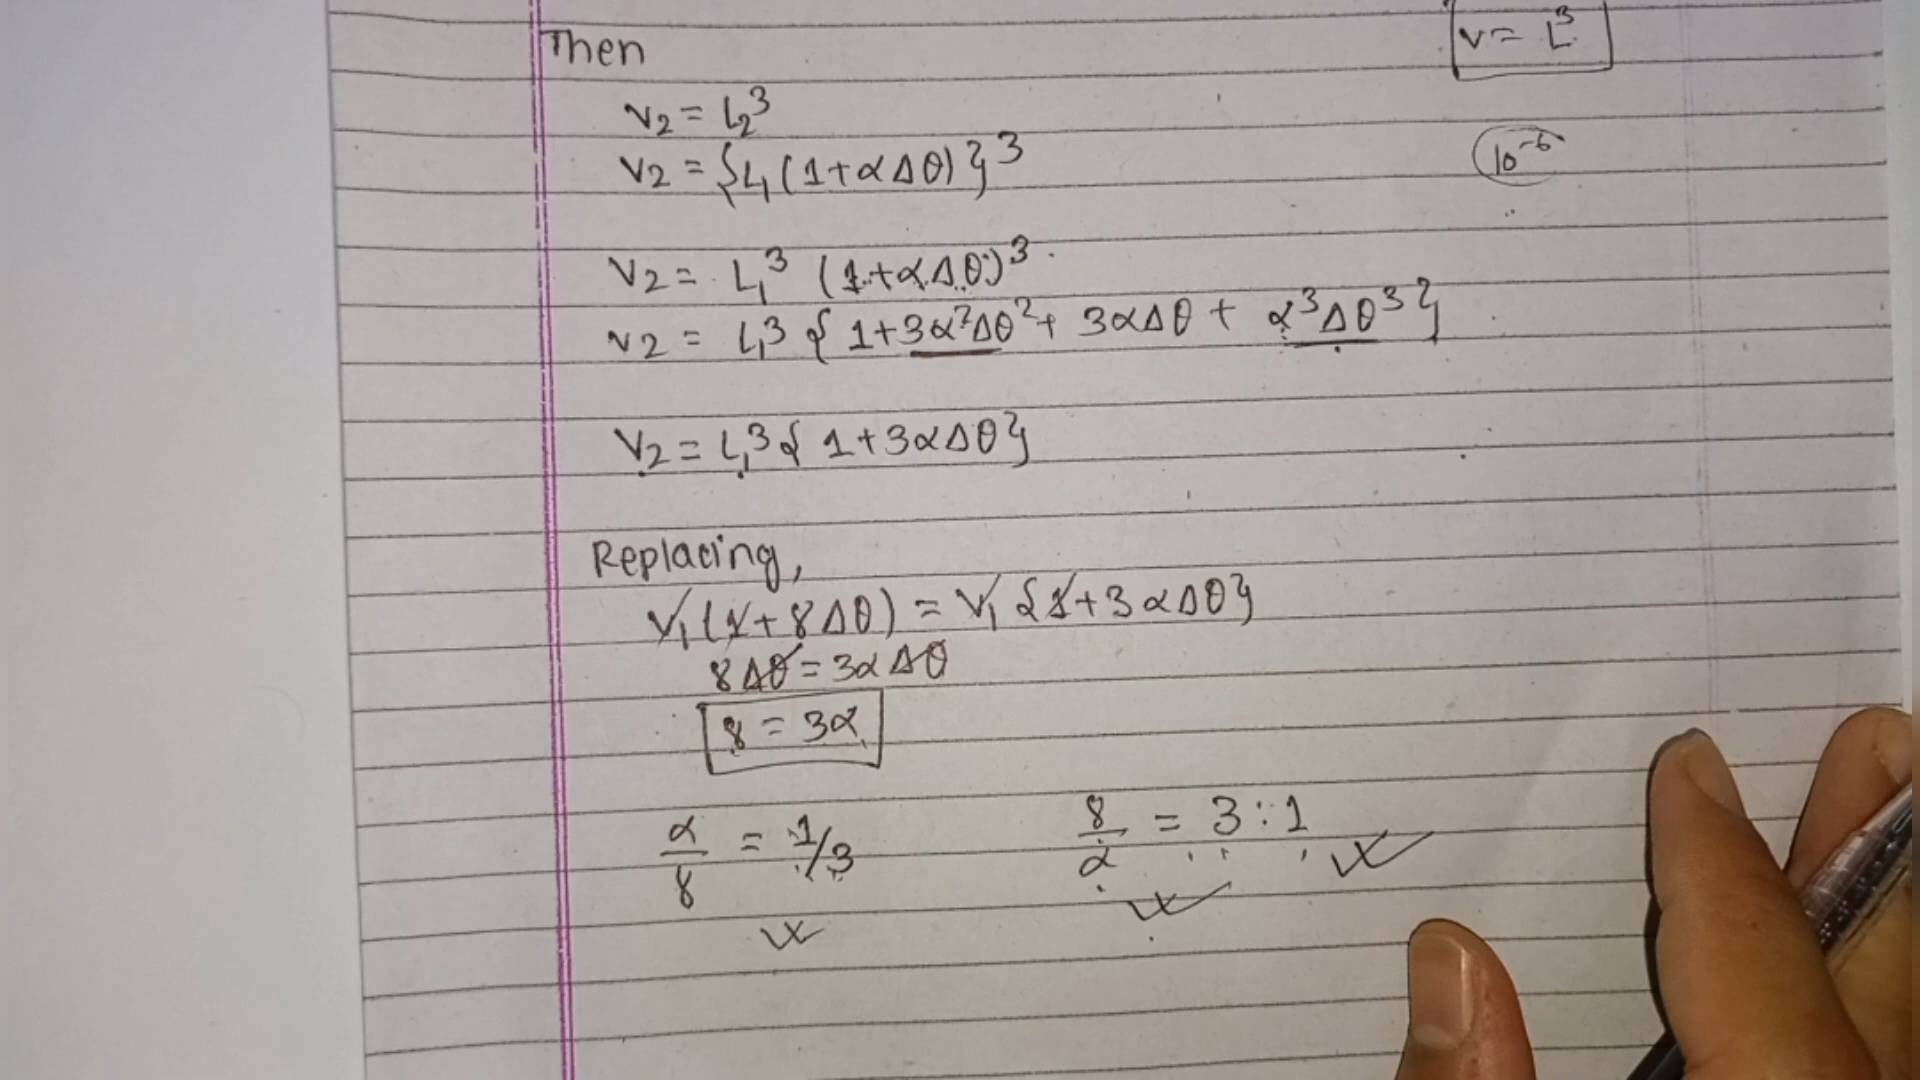 Then
V = L³
V₂ = L₂³
V₂ = {L₁ (1+αΔθ)}³
10⁻⁶
V₂ = L₁³ (1+αΔθ)³
V₂ = L₁³ { 1+3α²Δθ² + 3αΔθ + α³Δθ³}
V₂ = L₁³{ 1+3αΔθ}
Replacing,
V₁(1+γΔθ) = V₁ {1+3αΔθ}
γΔθ = 3αΔθ
γ = 3α
α/γ = 1/3
γ/α = 3:1